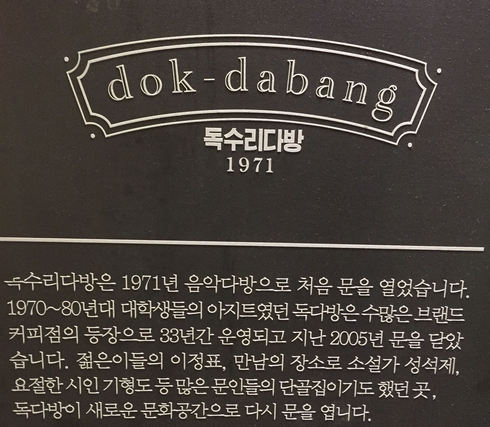 dok-dabang
독수리다방
1971
독수리다방은 1971년 음악다방으로 처음 문을 열었습니다.
1970~80년대 대학생들의 아지트였던 독다방은 수많은 브랜드
커피점의 등장으로 33년간 운영되고 지난 2005년 문을 닫았
습니다. 젊은이들의 이정표, 만남의 장소로 소설가 성석제,
요절한 시인 기형도 등 많은 문인들의 단골집이기도 했던 곳,
독다방이 새로운 문화공간으로 다시 문을 엽니다.